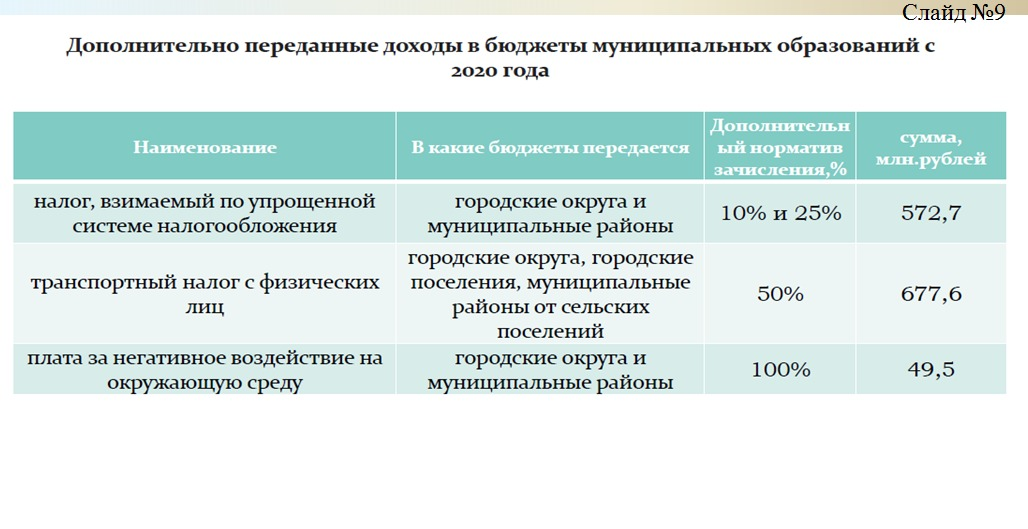 Слайд №9
Дополнительно переданные доходы в бюджеты муниципальных образований с
2020 года
Наименование
В какие бюджеты передается
Дополнительн
ый норматив
зачисления,%
сумма,
млн.рублей
налог, взимаемый по упрощенной
системе налогообложения
городские округа и
муниципальные районы
10% и 25%
572,7
транспортный налог с физических
лиц
городские округа, городские
поселения, муниципальные
районы от сельских
поселений
50%
677,6
плата за негативное воздействие на
окружающую среду
городские округа и
муниципальные районы
100%
49,5